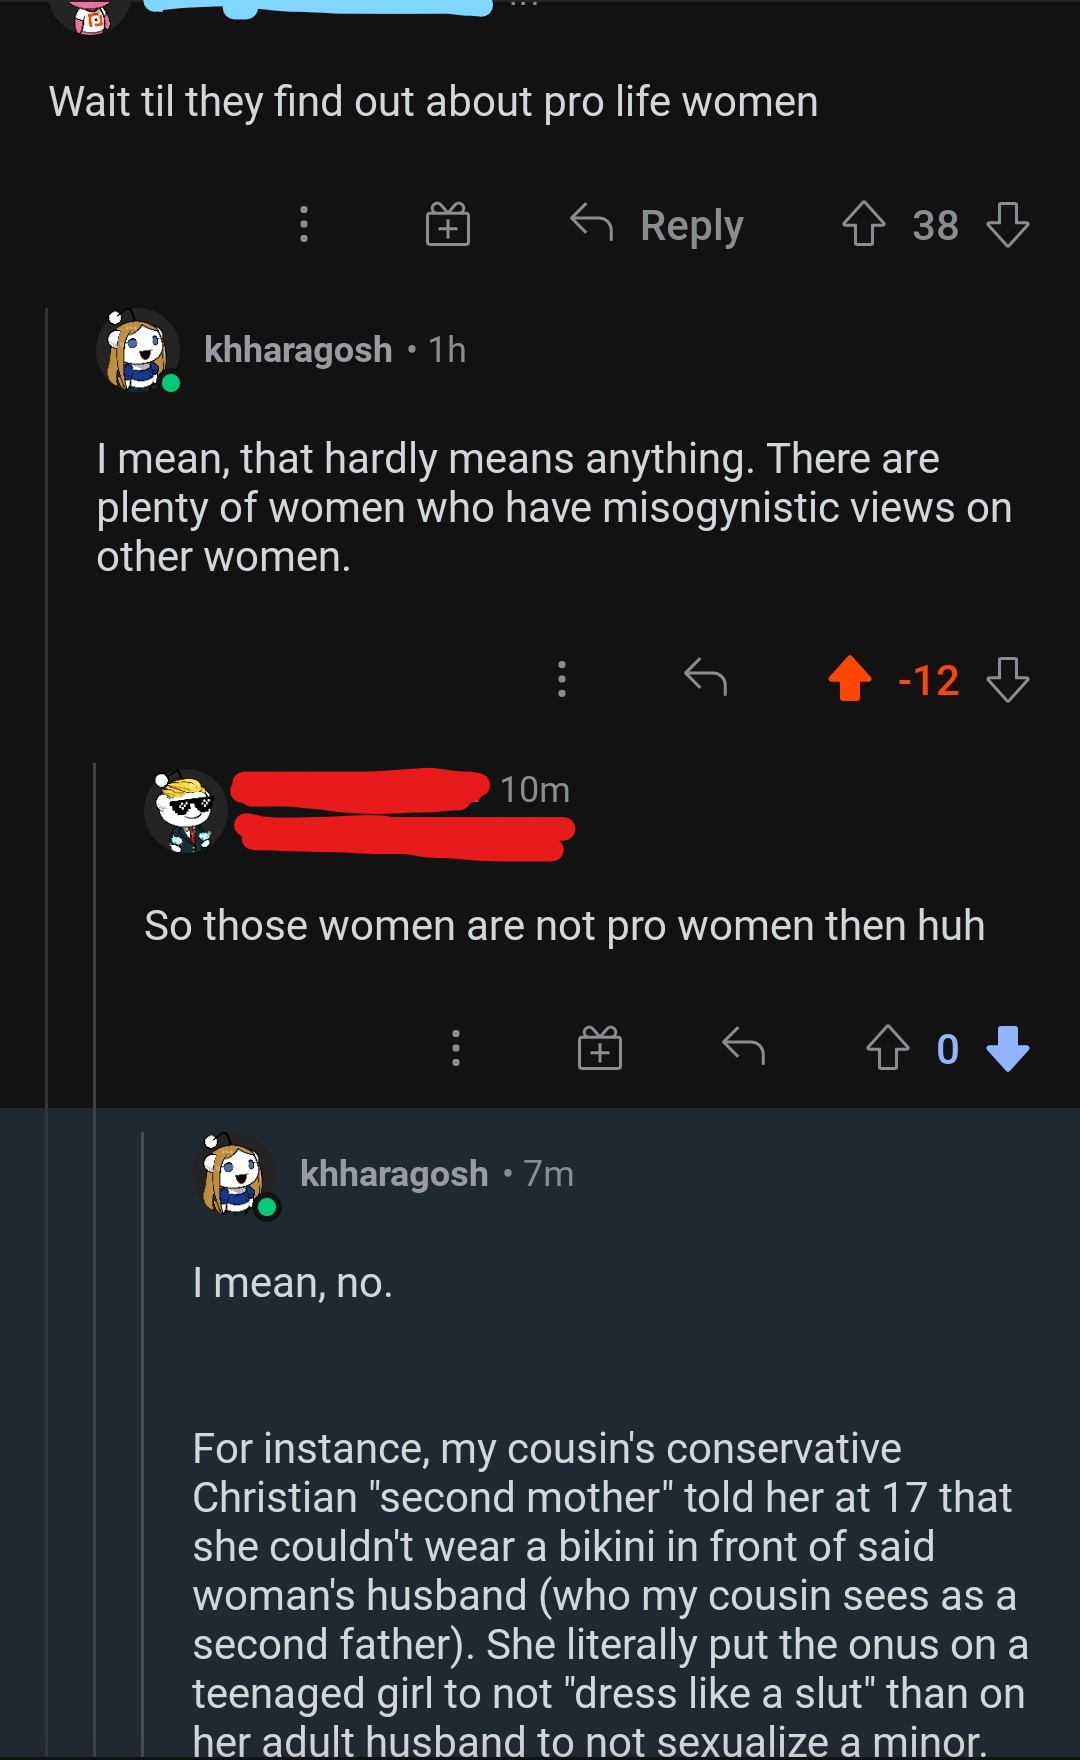 Wait til they find out about pro life women
Reply 38
khharagosh • 1h
I mean, that hardly means anything. There are
plenty of women who have misogynistic views on
other women.
-12
10m
So those women are not pro women then huh
0
khharagosh • 7m
I mean, no.
For instance, my cousin's conservative
Christian "second mother" told her at 17 that
she couldn't wear a bikini in front of said
woman's husband (who my cousin sees as a
second father). She literally put the onus on a
teenaged girl to not "dress like a slut" than on
her adult husband to not sexualize a minor.